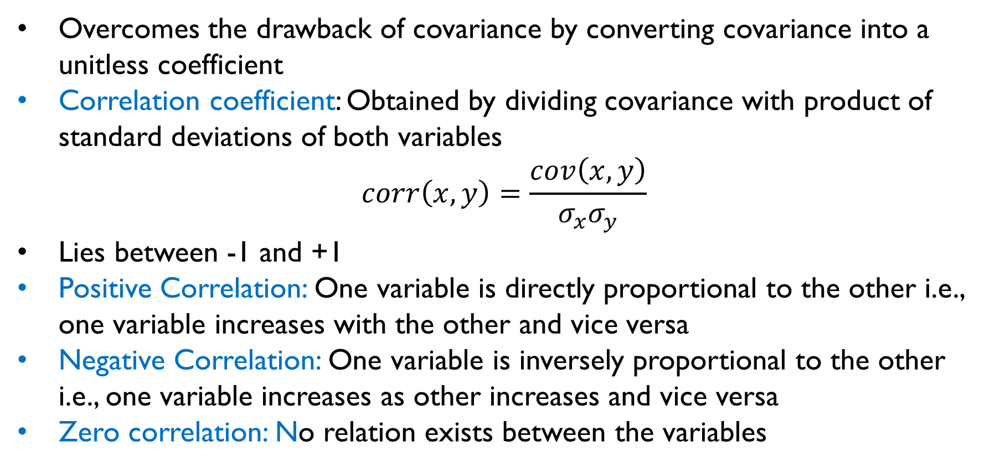 • Overcomes the drawback of covariance by converting covariance into a
unitless coefficient
• Correlation coefficient: Obtained by dividing covariance with product of
standard deviations of both variables
corr(x, y) = cov(x, y) / σₓσᵧ
• Lies between -1 and +1
• Positive Correlation: One variable is directly proportional to the other i.e.,
one variable increases with the other and vice versa
• Negative Correlation: One variable is inversely proportional to the other
i.e., one variable increases as other increases and vice versa
• Zero correlation: No relation exists between the variables